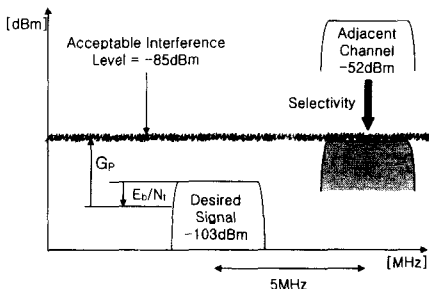 [dBm]
Acceptable Interference
Level = -85dBm
Adjacent
Channel
-52dBm
Selectivity
GP
Eb/Nt
Desired
Signal
-103dBm
[MHz]
5MHz